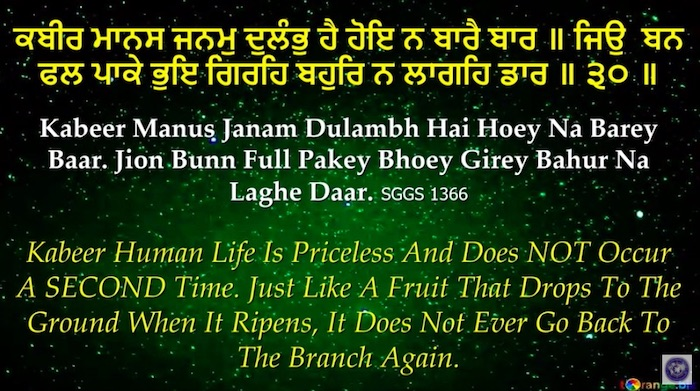 ਕਬੀਰ ਮਾਨਸ ਜਨਮੁ ਦੁਲੰਭੁ ਹੈ ਹੋਇ ਨ ਬਾਰੈ ਬਾਰ ॥ ਜਿਉ ਬਨ
ਫਲ ਪਾਕੇ ਭੁਇ ਗਿਰਹਿ ਬਹੁਰਿ ਨ ਲਾਗਹਿ ਡਾਰ ॥ ੩੦ ॥
Kabeer Manus Janam Dulambh Hai Hoey Na Barey
Baar. Jion Bunn Full Pakey Bhoey Girey Bahur Na
Laghe Daar. SGGS 1366
Kabeer Human Life Is Priceless And Does NOT Occur
A SECOND Time. Just Like A Fruit That Drops To The
Ground When It Ripens, It Does Not Ever Go Back To
The Branch Again.